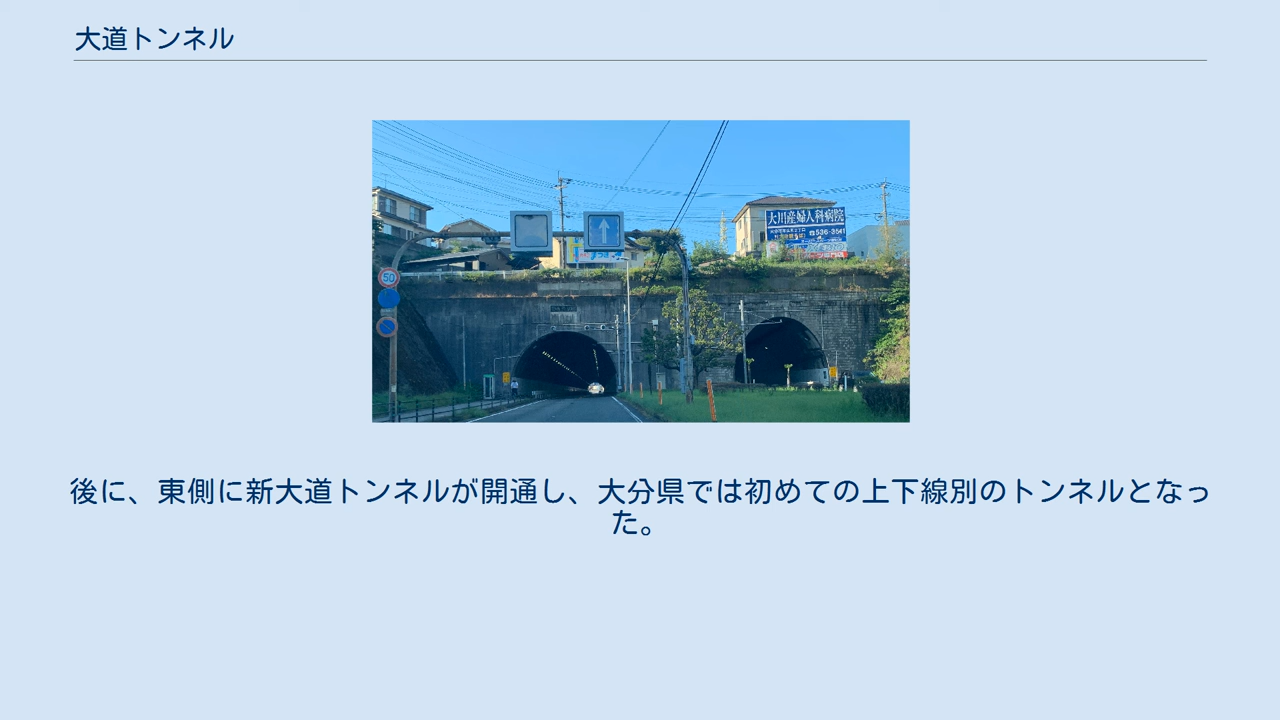 大道トンネル
50
大川産婦人科病院
536-3541
後に、東側に新大道トンネルが開通し、大分県では初めての上下線別のトンネルとなっ
た。